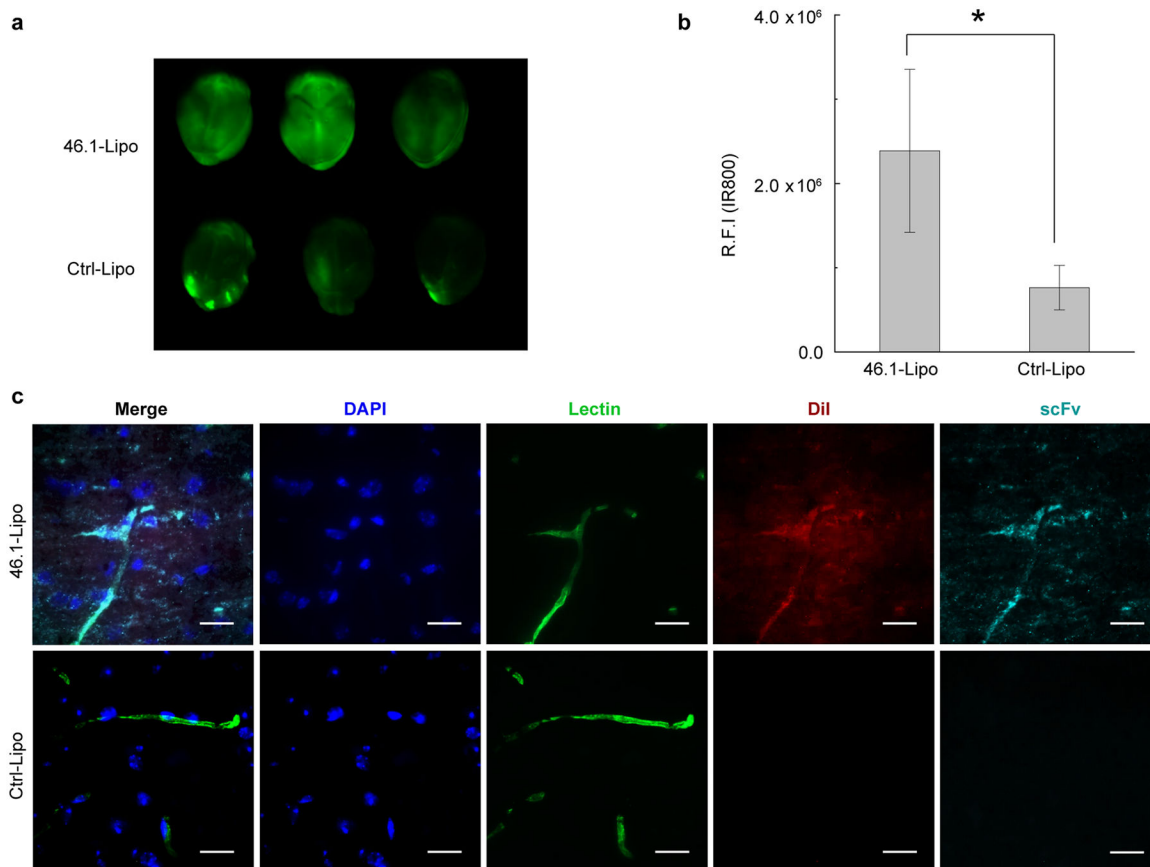 a
46.1-Lipo
Ctrl-Lipo
b
4.0 x10⁶
2.0 x10⁶
0.0
R.F.I (IR800)
*
46.1-Lipo
Ctrl-Lipo
c
Merge
DAPI
Lectin
DiI
scFv
46.1-Lipo
Ctrl-Lipo